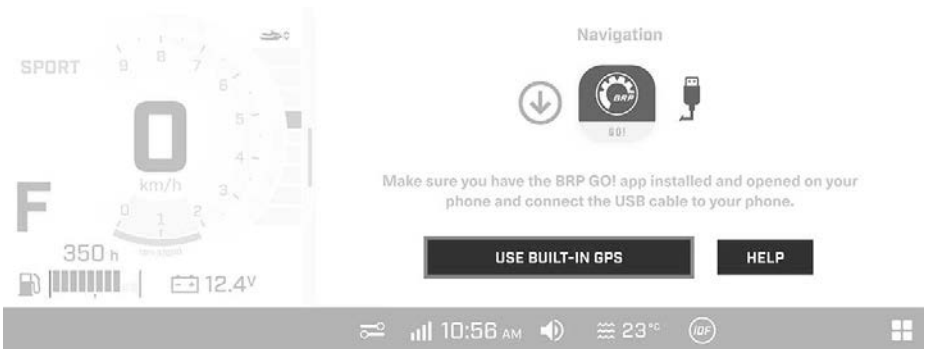 SPORT
9
8
7
6
5
4
3
0
km/h
0
1
2
F
350 h
12.4V
Navigation
BRP
GO!
Make sure you have the BRP GO! app installed and opened on your
phone and connect the USB cable to your phone.
USE BUILT-IN GPS
HELP
10:56 AM
23°C
iDF